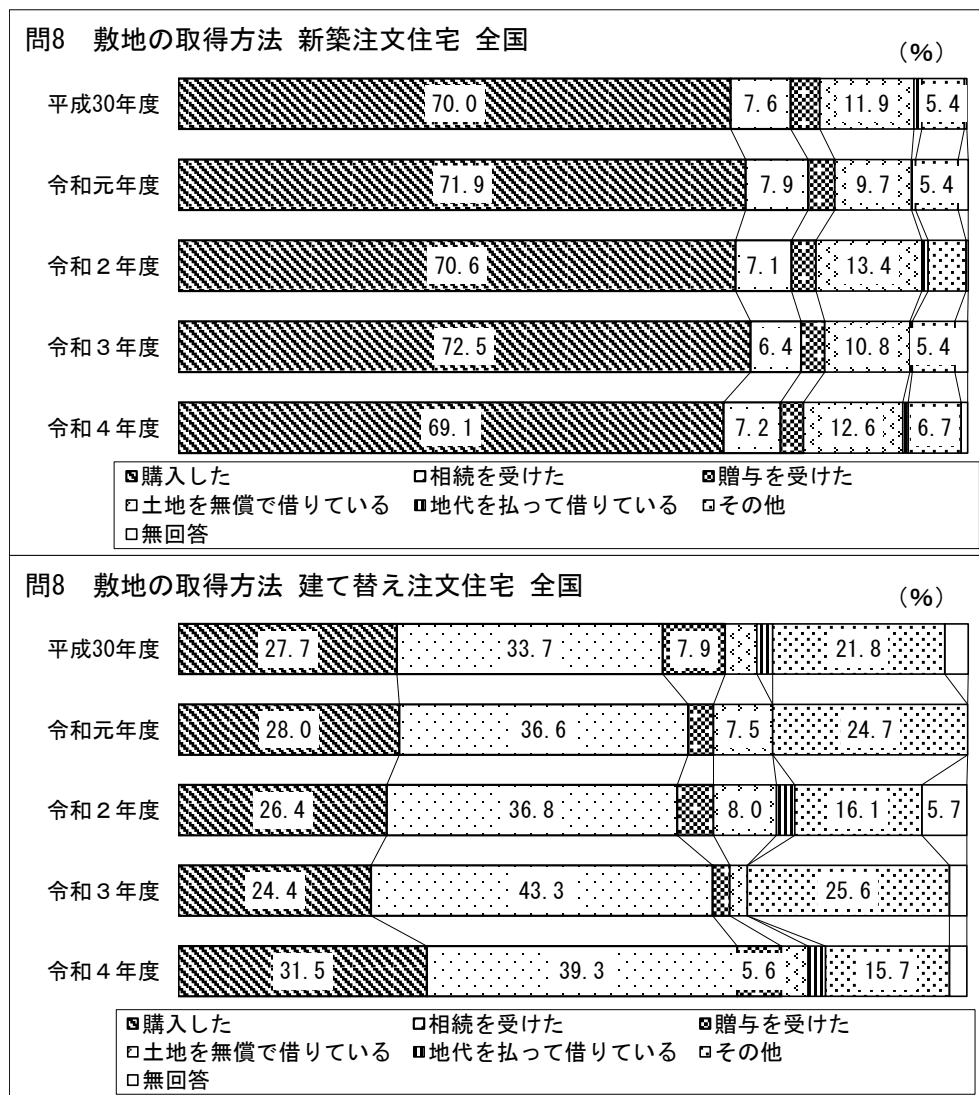 問8　敷地の取得方法 新築注文住宅 全国
（%）
平成30年度 70.0 7.6 11.9 5.4
令和元年度 71.9 7.9 9.7 5.4
令和２年度 70.6 7.1 13.4
令和３年度 72.5 6.4 10.8 5.4
令和４年度 69.1 7.2 12.6 6.7
購入した 相続を受けた 贈与を受けた
土地を無償で借りている 地代を払って借りている その他
無回答
問8　敷地の取得方法 建て替え注文住宅 全国
（%）
平成30年度 27.7 33.7 7.9 21.8
令和元年度 28.0 36.6 7.5 24.7
令和２年度 26.4 36.8 8.0 16.1 5.7
令和３年度 24.4 43.3 25.6
令和４年度 31.5 39.3 5.6 15.7
購入した 相続を受けた 贈与を受けた
土地を無償で借りている 地代を払って借りている その他
無回答